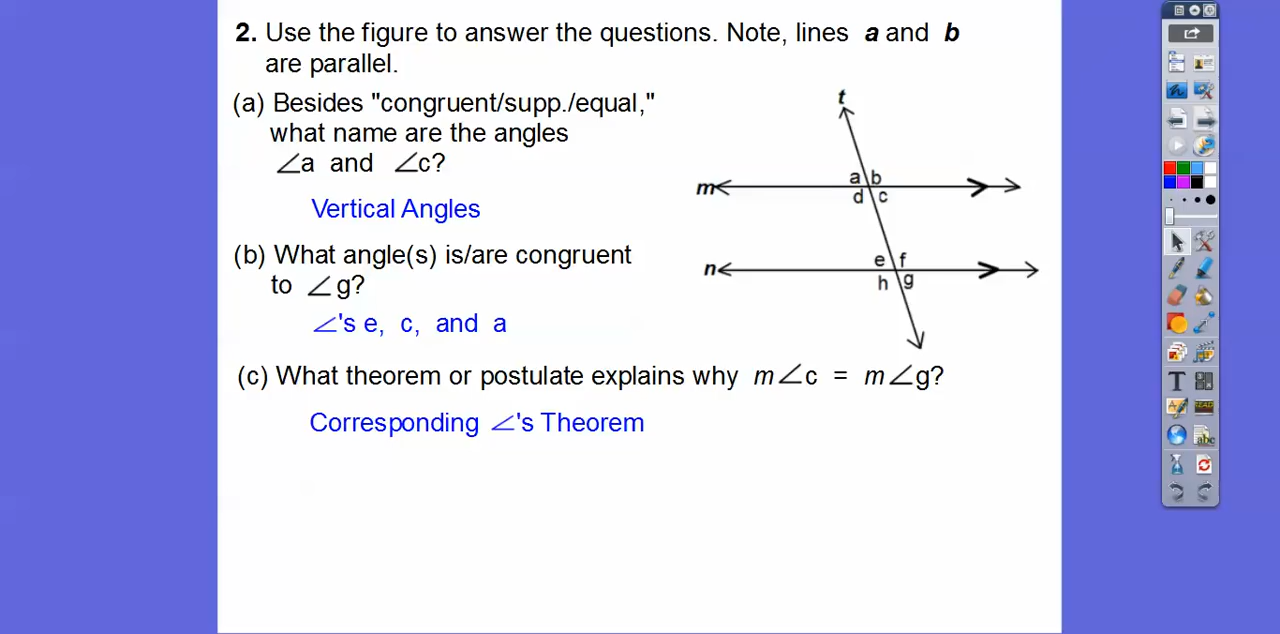 2. Use the figure to answer the questions. Note, lines a and b
are parallel.
(a) Besides "congruent/supp./equal,"
what name are the angles
∠a and ∠c?
Vertical Angles
(b) What angle(s) is/are congruent
to ∠g?
∠'s e, c, and a
(c) What theorem or postulate explains why m∠c = m∠g?
Corresponding ∠'s Theorem
t
m
a b
d c
n
e f
h g
T
abc